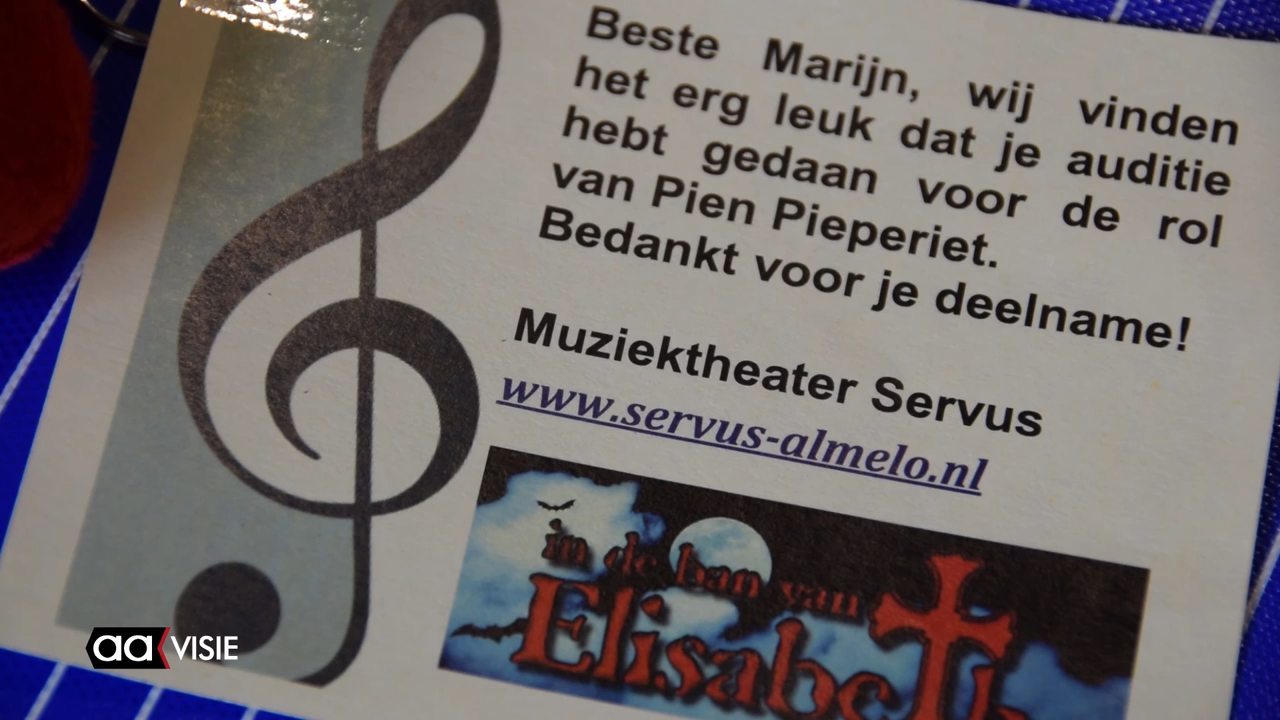 Beste Marijn, wij vinden
het erg leuk dat je auditie
hebt gedaan voor de rol
van Pien Pieperiet.
Bedankt voor je deelname!
Muziektheater Servus
www.servus-almelo.nl
in de ban van
Elisabeth
aa VISIE